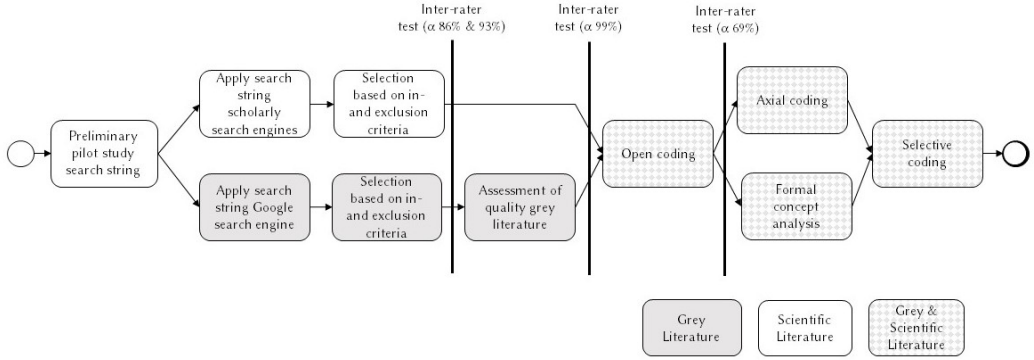 Inter-rater
test (α 86% & 93%)
Inter-rater
test (α 99%)
Inter-rater
test (α 69%)
Preliminary
pilot study
search string
Apply search
string
scholarly
search engines
Selection
based on in-
and exclusion
criteria
Apply search
string Google
search engine
Selection
based on in-
and exclusion
criteria
Assessment of
quality grey
literature
Open coding
Axial coding
Formal
concept
analysis
Selective
coding
Grey
Literature
Scientific
Literature
Grey &
Scientific
Literature